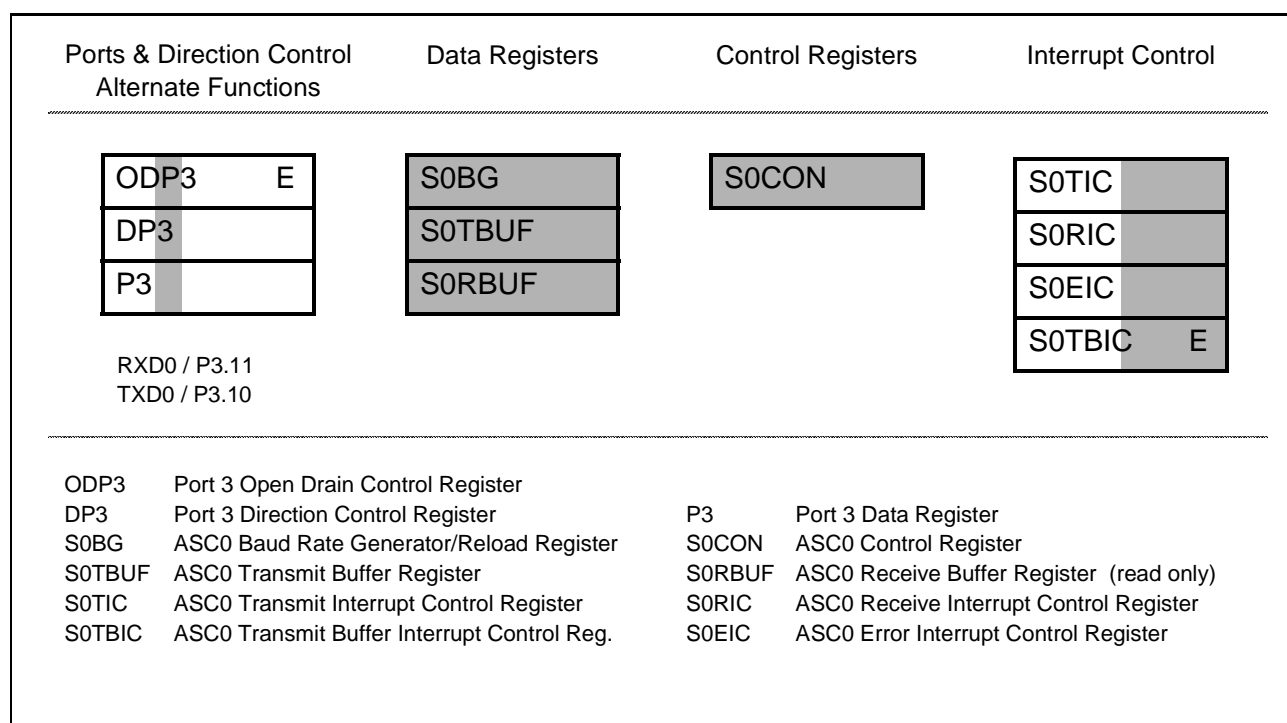 Ports & Direction Control Alternate Functions
Data Registers
Control Registers
Interrupt Control
ODP3 E
DP3
P3
RXD0 / P3.11
TXD0 / P3.10
S0BG
S0TBUF
S0RBUF
S0CON
S0TIC
S0RIC
S0EIC
S0TBIC E
ODP3 Port 3 Open Drain Control Register
DP3 Port 3 Direction Control Register
S0BG ASC0 Baud Rate Generator/Reload Register
S0TBUF ASC0 Transmit Buffer Register
S0TIC ASC0 Transmit Interrupt Control Register
S0TBIC ASC0 Transmit Buffer Interrupt Control Reg.
P3 Port 3 Data Register
S0CON ASC0 Control Register
S0RBUF ASC0 Receive Buffer Register (read only)
S0RIC ASC0 Receive Interrupt Control Register
S0EIC ASC0 Error Interrupt Control Register